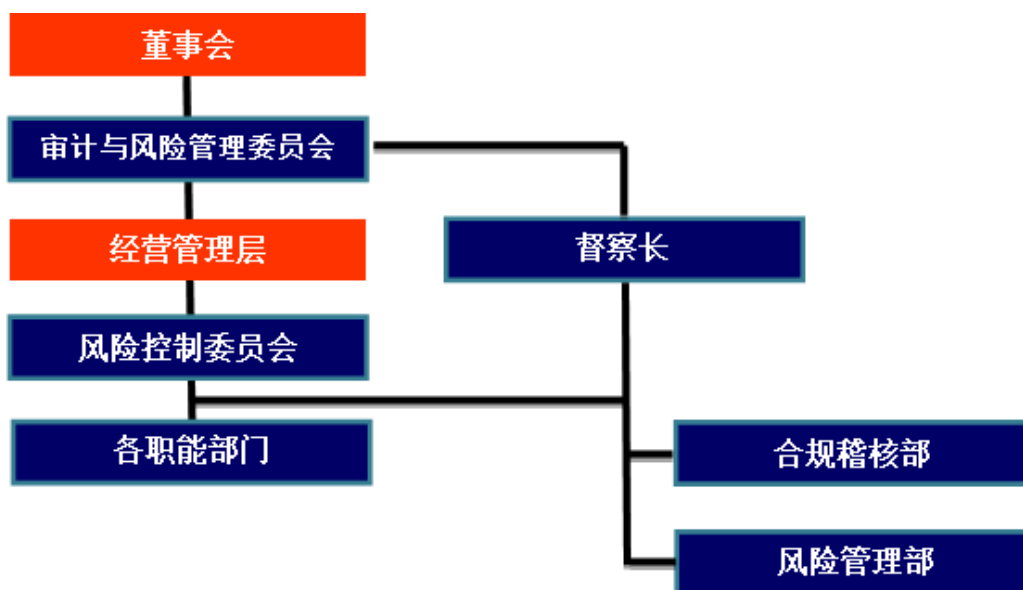 董事会
审计与风险管理委员会
经营管理层
督察长
风险控制委员会
各职能部门
合规稽核部
风险管理部